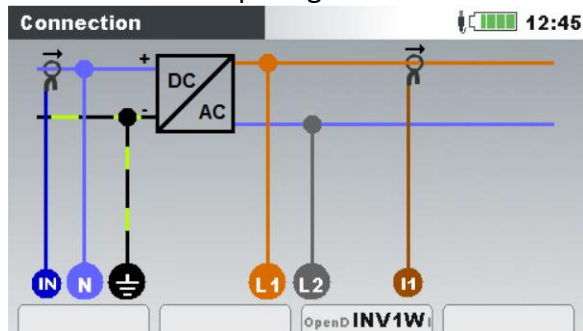 Connection 12:45
+
DC
AC
-
IN N L1 L2 I1
OpenD INV1W